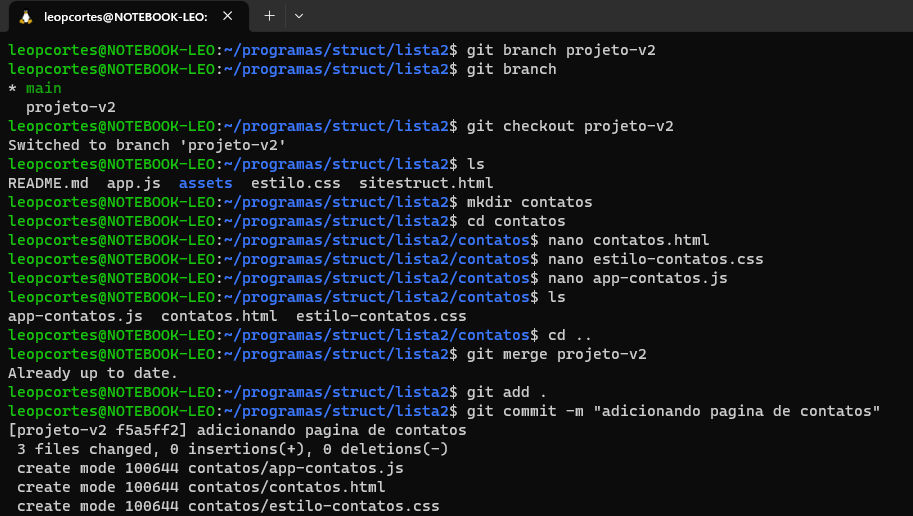 leopcortes@NOTEBOOK-LEO:
leopcortes@NOTEBOOK-LEO:~/programas/struct/lista2$ git branch projeto-v2
leopcortes@NOTEBOOK-LEO:~/programas/struct/lista2$ git branch
* main
  projeto-v2
leopcortes@NOTEBOOK-LEO:~/programas/struct/lista2$ git checkout projeto-v2
Switched to branch 'projeto-v2'
leopcortes@NOTEBOOK-LEO:~/programas/struct/lista2$ ls
README.md  app.js  assets  estilo.css  sitestruct.html
leopcortes@NOTEBOOK-LEO:~/programas/struct/lista2$ mkdir contatos
leopcortes@NOTEBOOK-LEO:~/programas/struct/lista2$ cd contatos
leopcortes@NOTEBOOK-LEO:~/programas/struct/lista2/contatos$ nano contatos.html
leopcortes@NOTEBOOK-LEO:~/programas/struct/lista2/contatos$ nano estilo-contatos.css
leopcortes@NOTEBOOK-LEO:~/programas/struct/lista2/contatos$ nano app-contatos.js
leopcortes@NOTEBOOK-LEO:~/programas/struct/lista2/contatos$ ls
app-contatos.js  contatos.html  estilo-contatos.css
leopcortes@NOTEBOOK-LEO:~/programas/struct/lista2/contatos$ cd ..
leopcortes@NOTEBOOK-LEO:~/programas/struct/lista2$ git merge projeto-v2
Already up to date.
leopcortes@NOTEBOOK-LEO:~/programas/struct/lista2$ git add .
leopcortes@NOTEBOOK-LEO:~/programas/struct/lista2$ git commit -m "adicionando pagina de contatos"
[projeto-v2 f5a5ff2] adicionando pagina de contatos
 3 files changed, 0 insertions(+), 0 deletions(-)
 create mode 100644 contatos/app-contatos.js
 create mode 100644 contatos/contatos.html
 create mode 100644 contatos/estilo-contatos.css